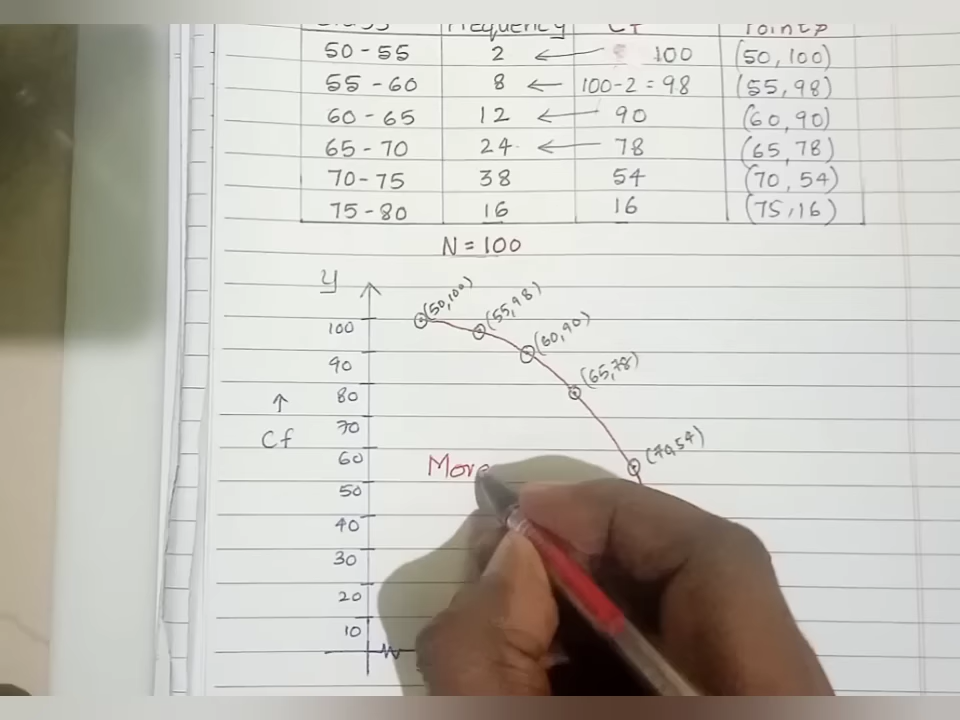 Frequency Cf Points
50-55 2 ← 100 (50, 100)
55-60 8 ← 100-2 = 98 (55, 98)
60-65 12 ← 90 (60, 90)
65-70 24 ← 78 (65, 78)
70-75 38 54 (70, 54)
75-80 16 16 (75, 16)
N = 100
y
(50,100)
(55,98)
100
(60,90)
90
(65,78)
80
↑
70
Cf
(70,54)
60
More
50
40
30
20
10